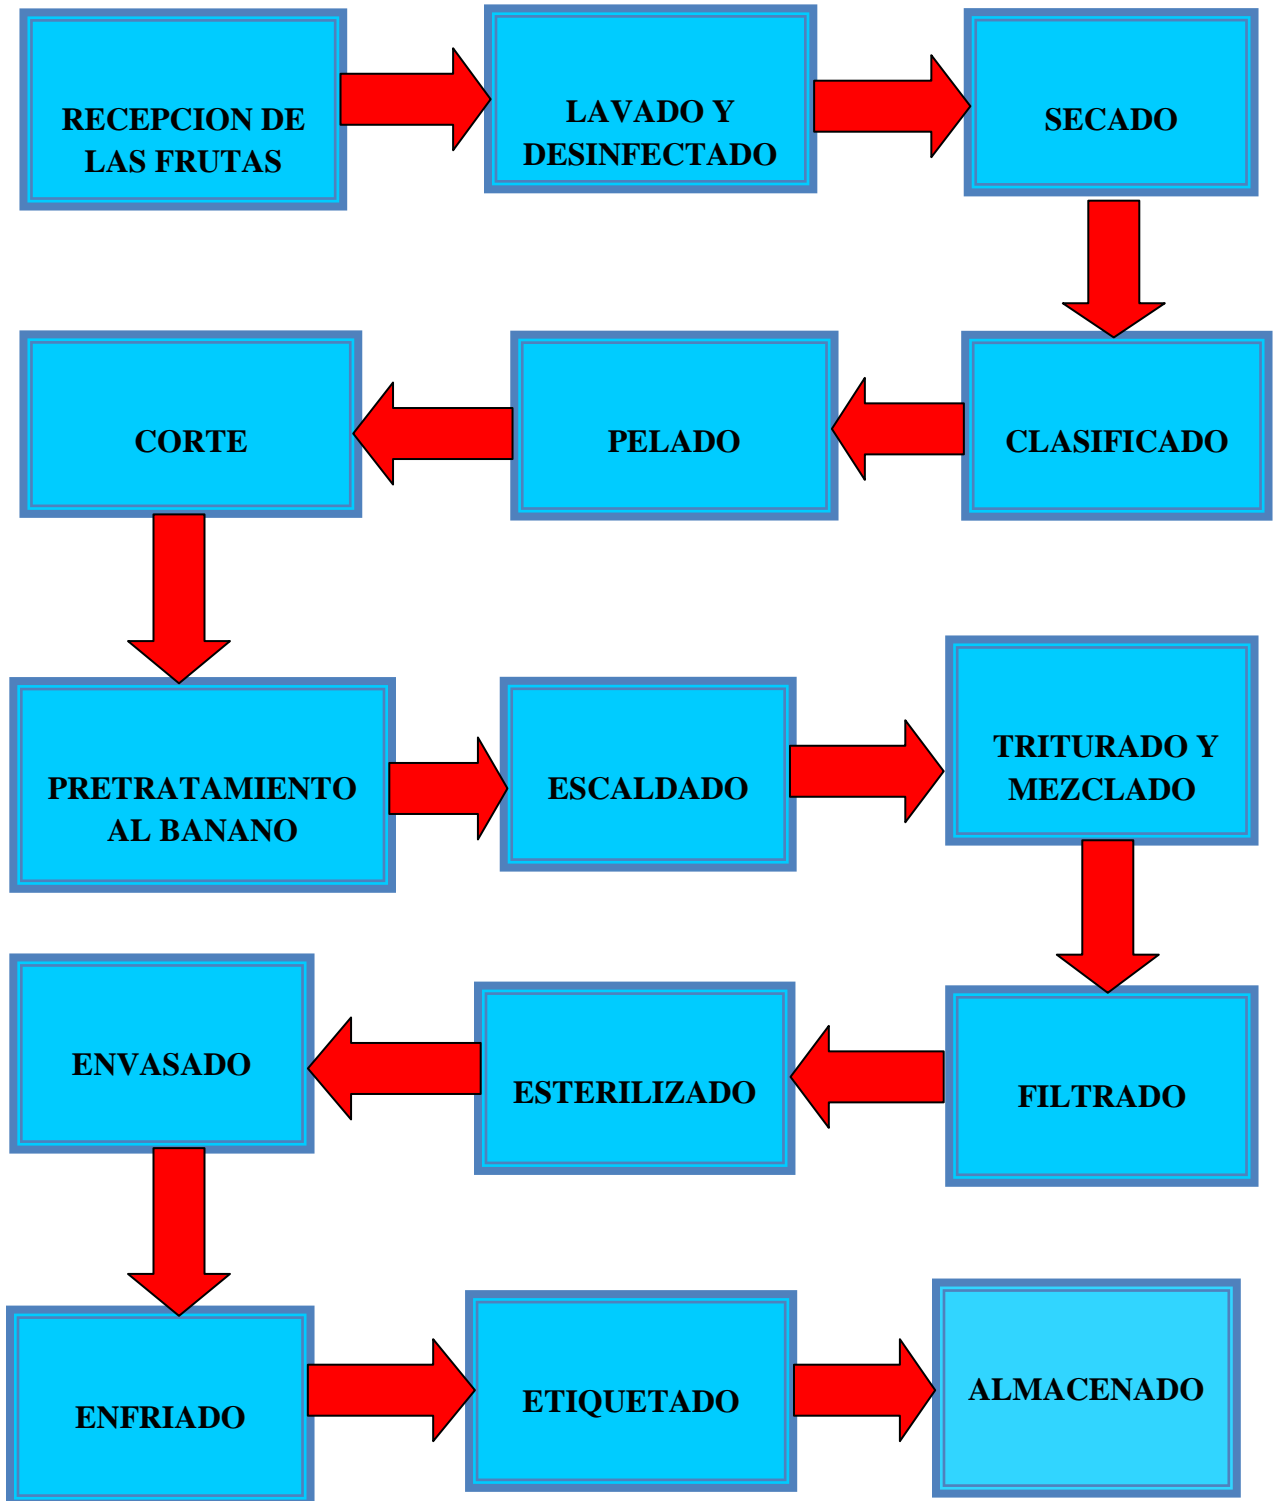 RECEPCION DE
LAS FRUTAS
LAVADO Y
DESINFECTADO
SECADO
CLASIFICADO
PELADO
CORTE
PRETRATAMIENTO
AL BANANO
ESCALDADO
TRITURADO Y
MEZCLADO
FILTRADO
ESTERILIZADO
ENVASADO
ENFRIADO
ETIQUETADO
ALMACENADO